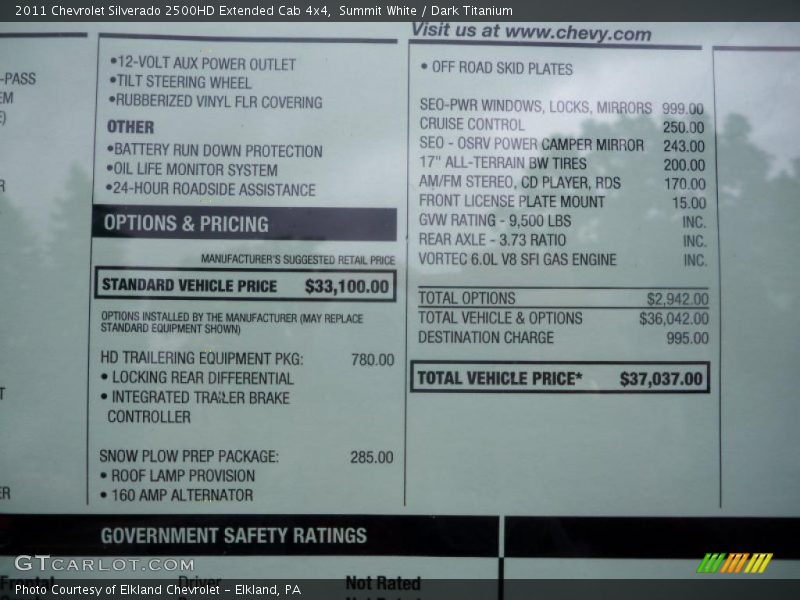 2011 Chevrolet Silverado 2500HD Extended Cab 4x4, Summit White / Dark Titanium
-PASS
•12-VOLT AUX POWER OUTLET
•TILT STEERING WHEEL
•RUBBERIZED VINYL FLR COVERING
OTHER
•BATTERY RUN DOWN PROTECTION
•OIL LIFE MONITOR SYSTEM
•24-HOUR ROADSIDE ASSISTANCE
OPTIONS & PRICING
MANUFACTURER'S SUGGESTED RETAIL PRICE
STANDARD VEHICLE PRICE $33,100.00
OPTIONS INSTALLED BY THE MANUFACTURER (MAY REPLACE
STANDARD EQUIPMENT SHOWN)
HD TRAILERING EQUIPMENT PKG: 780.00
• LOCKING REAR DIFFERENTIAL
• INTEGRATED TRAILER BRAKE
CONTROLLER
SNOW PLOW PREP PACKAGE: 285.00
• ROOF LAMP PROVISION
• 160 AMP ALTERNATOR
Visit us at www.chevy.com
• OFF ROAD SKID PLATES
SEO-PWR WINDOWS, LOCKS, MIRRORS 999.00
CRUISE CONTROL 250.00
SEO - OSRV POWER CAMPER MIRROR 243.00
17" ALL-TERRAIN BW TIRES 200.00
AM/FM STEREO, CD PLAYER, RDS 170.00
FRONT LICENSE PLATE MOUNT 15.00
GVW RATING - 9,500 LBS INC.
REAR AXLE - 3.73 RATIO INC.
VORTEC 6.0L V8 SFI GAS ENGINE INC.
TOTAL OPTIONS $2,942.00
TOTAL VEHICLE & OPTIONS $36,042.00
DESTINATION CHARGE 995.00
TOTAL VEHICLE PRICE* $37,037.00
GOVERNMENT SAFETY RATINGS
GTCARLOT.COM
Frontal Driver Not Rated
Photo Courtesy of Elkland Chevrolet - Elkland, PA